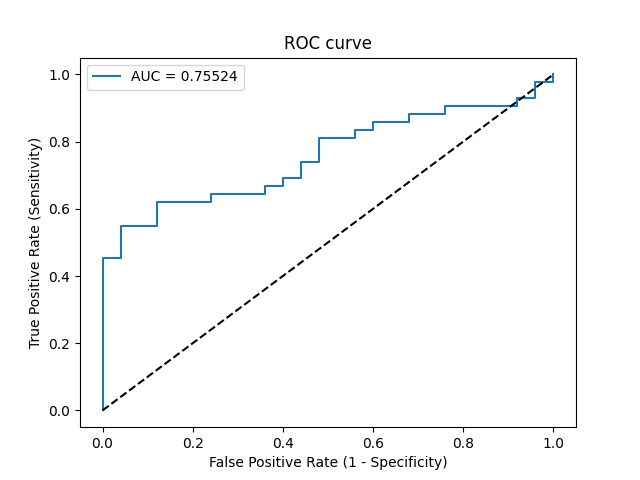 ROC curve
AUC = 0.75524
True Positive Rate (Sensitivity)
1.0
0.8
0.6
0.4
0.2
0.0
0.0 0.2 0.4 0.6 0.8 1.0
False Positive Rate (1 - Specificity)